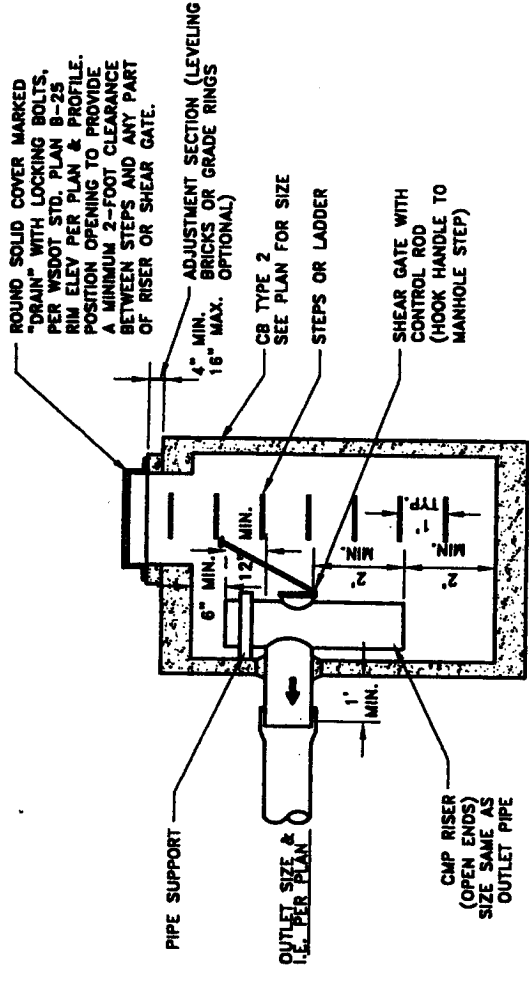 ROUND SOLID COVER MARKED
"DRAIN" WITH LOCKING BOLTS,
PER WSDOT STD. PLAN B-25
RIM ELEV PER PLAN & PROFILE.
POSITION OPENING TO PROVIDE
A MINIMUM 2-FOOT CLEARANCE
BETWEEN STEPS AND ANY PART
OF RISER OR SHEAR GATE.
ADJUSTMENT SECTION (LEVELING
BRICKS OR GRADE RINGS
OPTIONAL)
4" MIN.
16" MAX.
CB TYPE 2
SEE PLAN FOR SIZE
STEPS OR LADDER
SHEAR GATE WITH
CONTROL ROD
(HOOK HANDLE TO
MANHOLE STEP)
6" MIN.
12" MIN.
2'
MIN.
2'
MIN.
1'
TYP.
1'
MIN.
PIPE SUPPORT
OUTLET SIZE &
I.E. PER PLAN
CMP RISER
(OPEN ENDS)
SIZE SAME AS
OUTLET PIPE